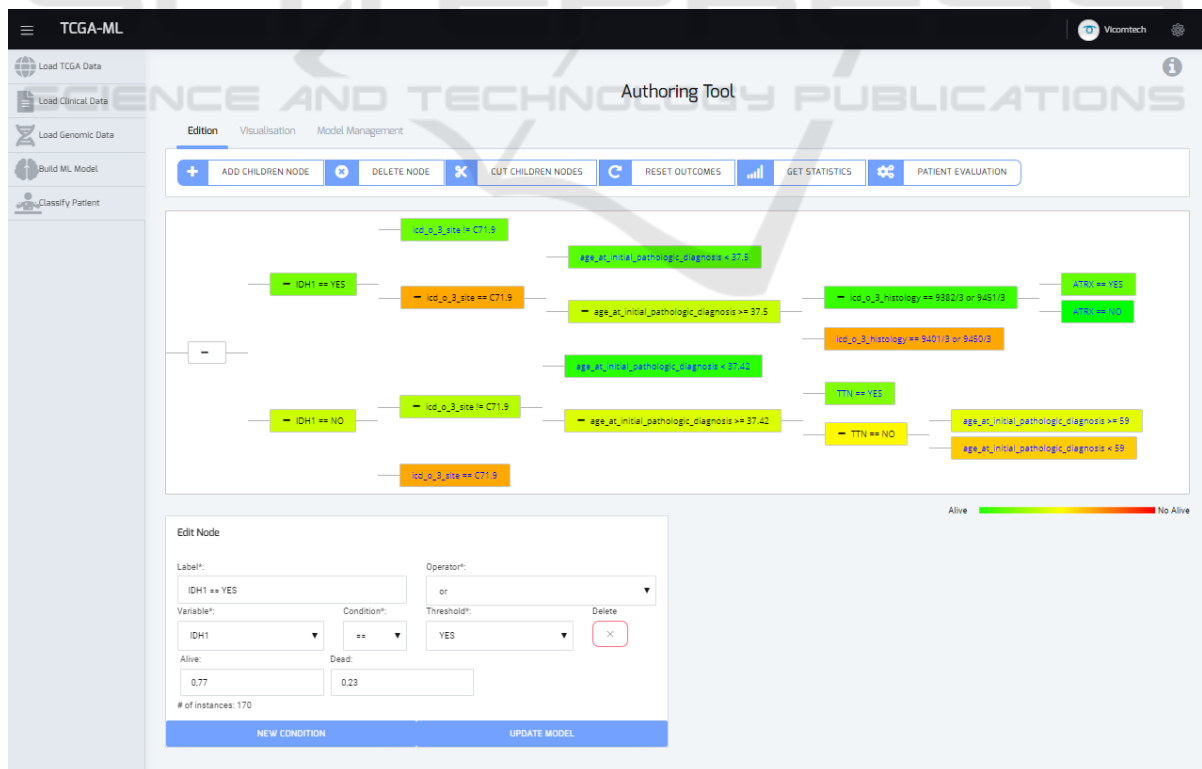 TCGA-ML
Vicomtech
Load TCGA Data
Load Clinical Data
Load Genomic Data
Build ML Model
Classify Patient
SCIENCE AND TECHNOLOGY PUBLICATIONS
Authoring Tool
Edition Visualisation Model Management
ADD CHILDREN NODE DELETE NODE CUT CHILDREN NODES RESET OUTCOMES GET STATISTICS PATIENT EVALUATION
icd_o_3_site != C71.9
age_at_initial_pathologic_diagnosis < 37.5
− IDH1 == YES
− icd_o_3_site == C71.9
− age_at_initial_pathologic_diagnosis >= 37.5
− icd_o_3_histology == 9382/3 or 9451/3
ATRX == YES
ATRX == NO
icd_o_3_histology == 9401/3 or 9450/3
−
age_at_initial_pathologic_diagnosis < 37.42
− IDH1 == NO
− icd_o_3_site != C71.9
− age_at_initial_pathologic_diagnosis >= 37.42
TTN == YES
− TTN == NO
age_at_initial_pathologic_diagnosis >= 59
age_at_initial_pathologic_diagnosis < 59
icd_o_3_site == C71.9
Alive No Alive
Edit Node
Label*: Operator*:
IDH1 == YES or
Variable*: Condition*: Threshold*: Delete
IDH1 == YES
Alive: Dead:
0,77 0,23
# of instances: 170
NEW CONDITION UPDATE MODEL